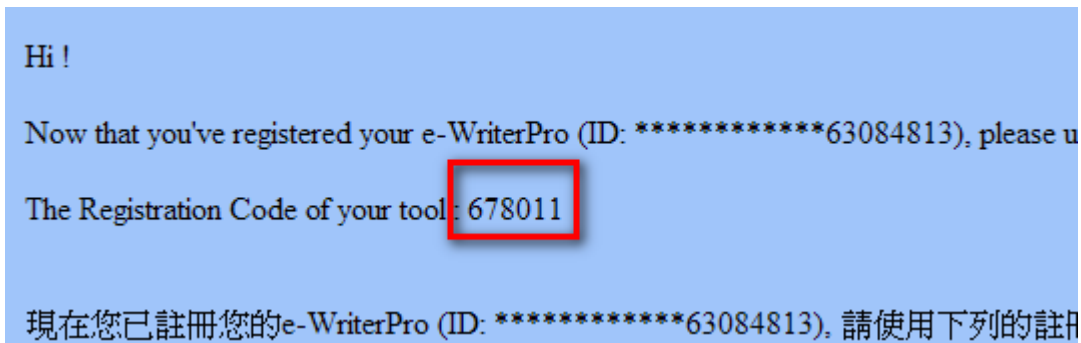 Hi !
Now that you've registered your e-WriterPro (ID: ************63084813), please
The Registration Code of your tool : 678011
現在您已註冊您的e-WriterPro (ID: ************63084813), 請使用下列的註